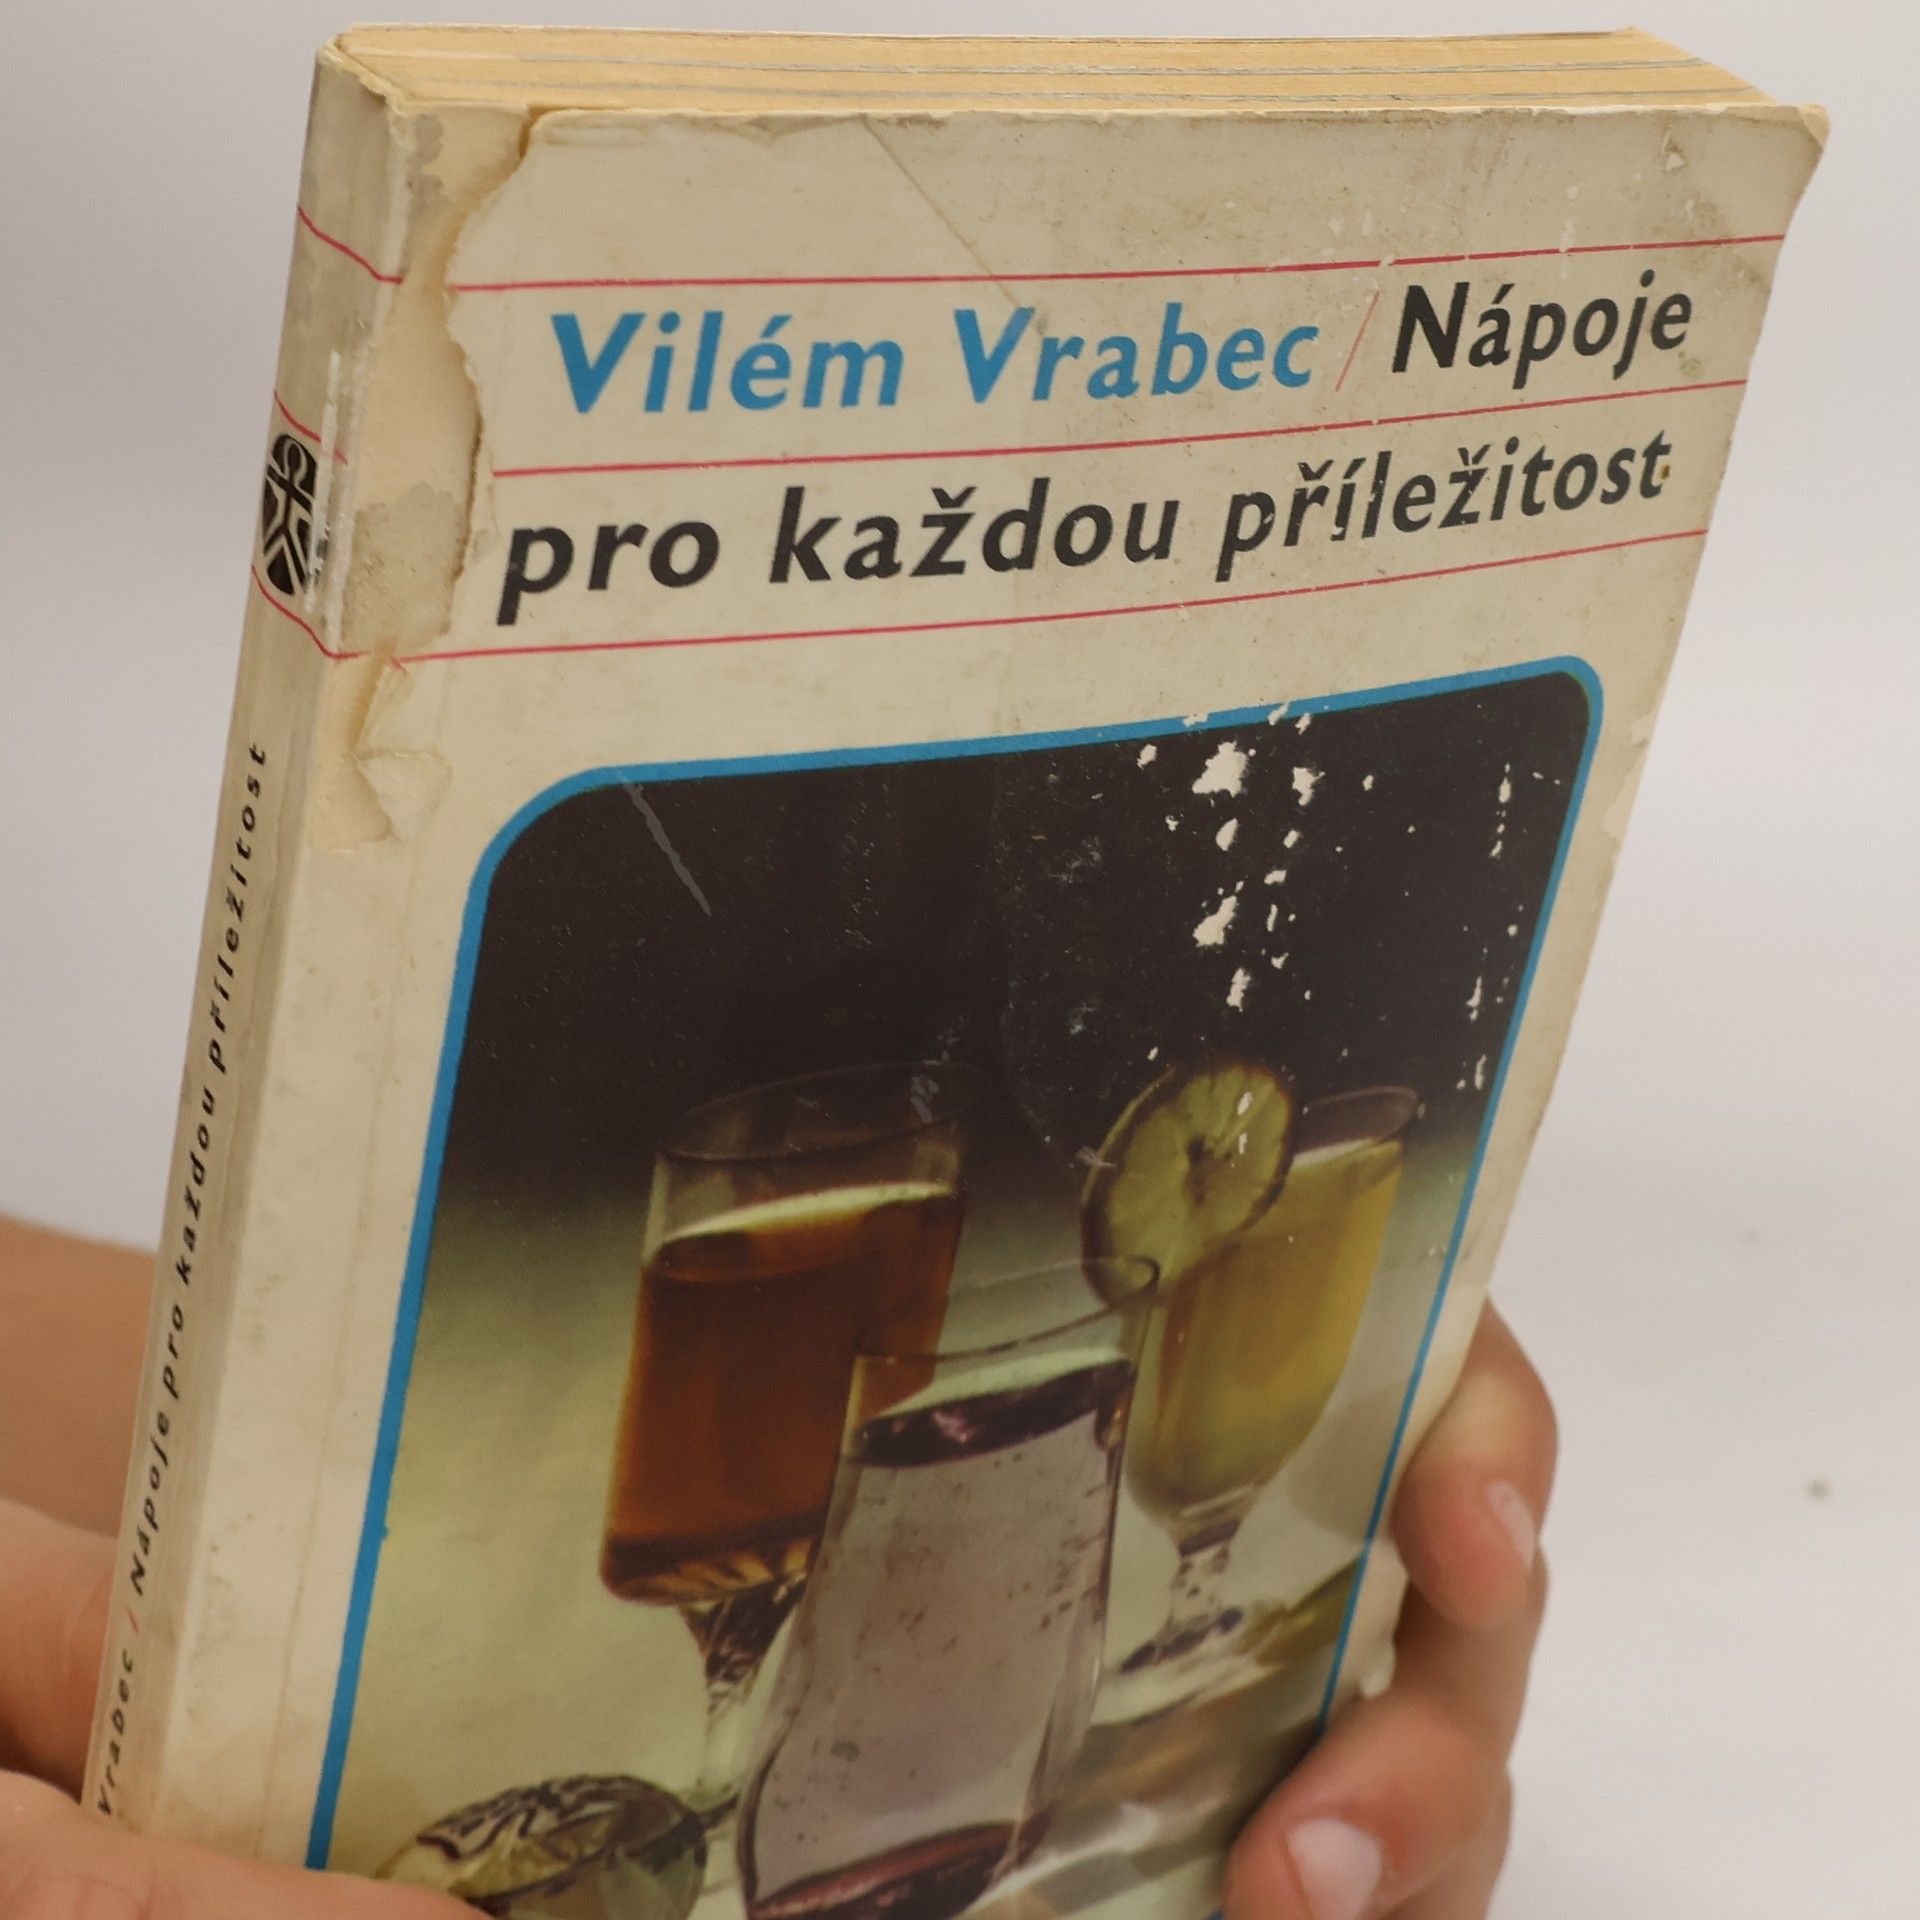 Vilém Vrabec / Nápoje
pro každou příležitost
Vrabec / Nápoje pro každou příležitost